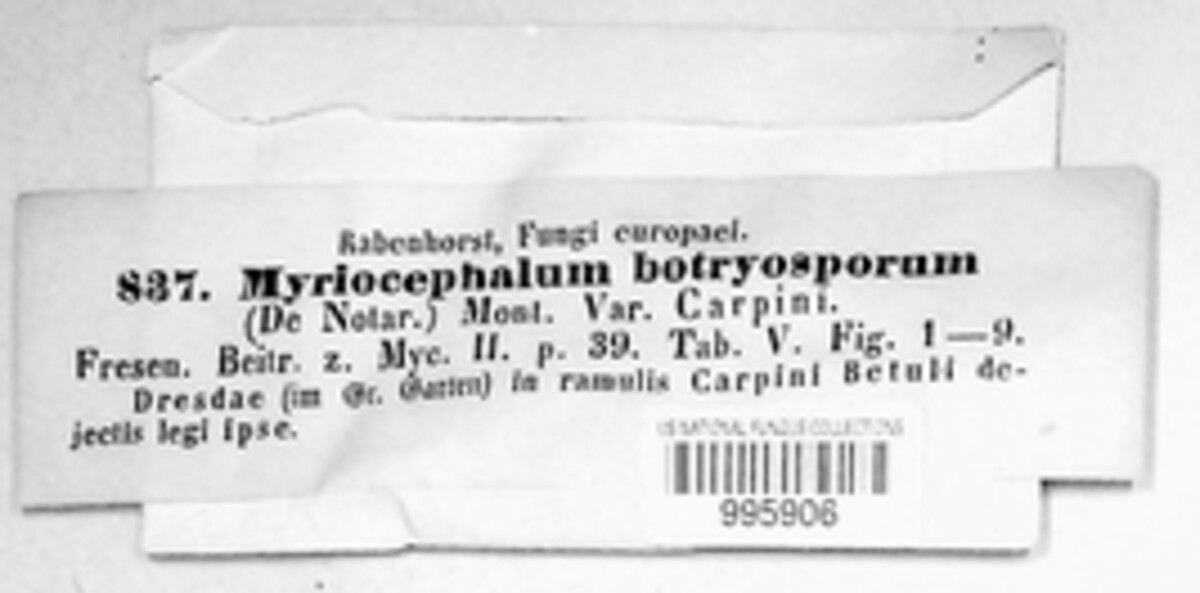 Rabenhorst, Fungi europaei.
837. Myriocephalum botryosporum
(De Notar.) Mont. Var. Carpini.
Fresen. Beitr. z. Myc. II. p. 39. Tab. V. Fig. 1—9.
Dresdae (im Gr. Garten) in ramulis Carpini Betuli de-
jectis legi ipse.
US NATIONAL FUNGUS COLLECTIONS
995906